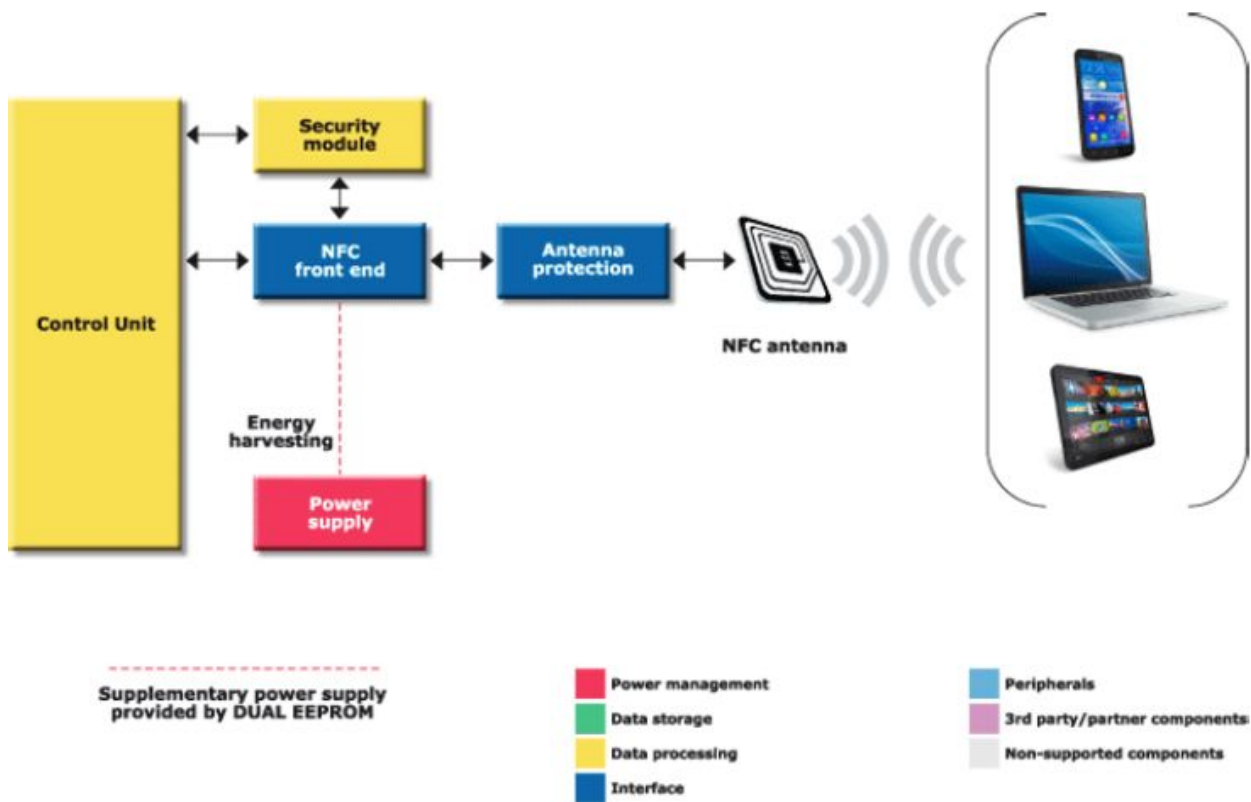 Security
module
NFC
front end
Antenna
protection
Control Unit
NFC antenna
Energy
harvesting
Power
supply
Supplementary power supply
provided by DUAL EEPROM
Power management
Data storage
Data processing
Interface
Peripherals
3rd party/partner components
Non-supported components